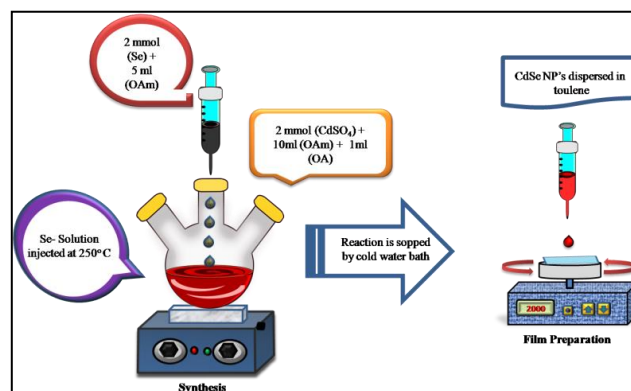 2 mmol
(Se) +
5 ml
(OAm)
2 mmol (CdSO₄) +
10ml (OAm) + 1ml
(OA)
Se- Solution
injected at 250°C
Synthesis
Reaction is sopped
by cold water bath
CdSe NP's dispersed in
toulene
2000
Film Preparation